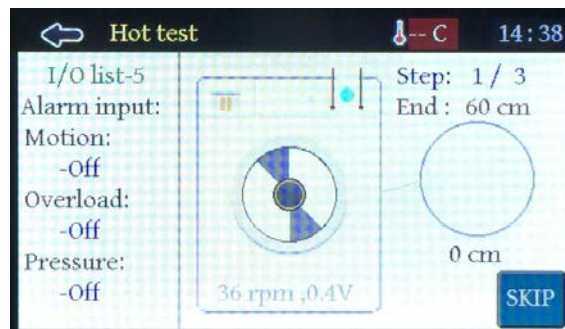 Hot test
-- C
14:38
I/O list-5
Alarm input:
Motion:
-Off
Overload:
-Off
Pressure:
-Off
36 rpm ,0.4V
Step: 1 / 3
End : 60 cm
0 cm
SKIP